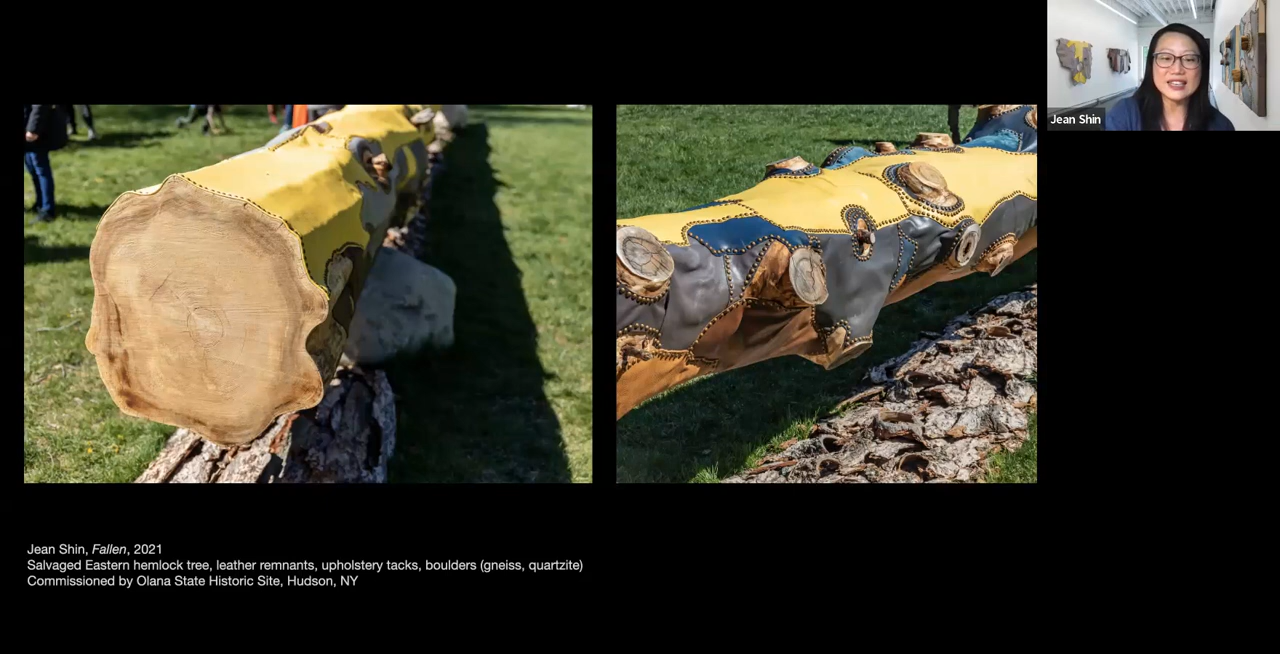 Jean Shin
Jean Shin, Fallen, 2021
Salvaged Eastern hemlock tree, leather remnants, upholstery tacks, boulders (gneiss, quartzite)
Commissioned by Olana State Historic Site, Hudson, NY